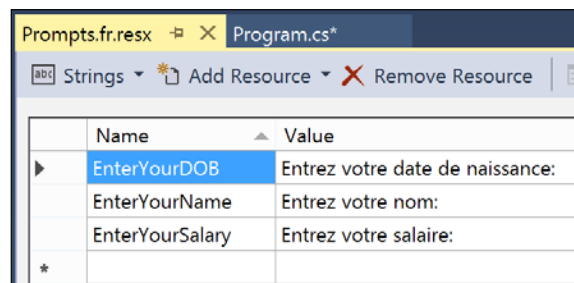 Prompts.fr.resx Program.cs*
abc Strings Add Resource Remove Resource
Name Value
EnterYourDOB Entrez votre date de naissance:
EnterYourName Entrez votre nom:
EnterYourSalary Entrez votre salaire:
*